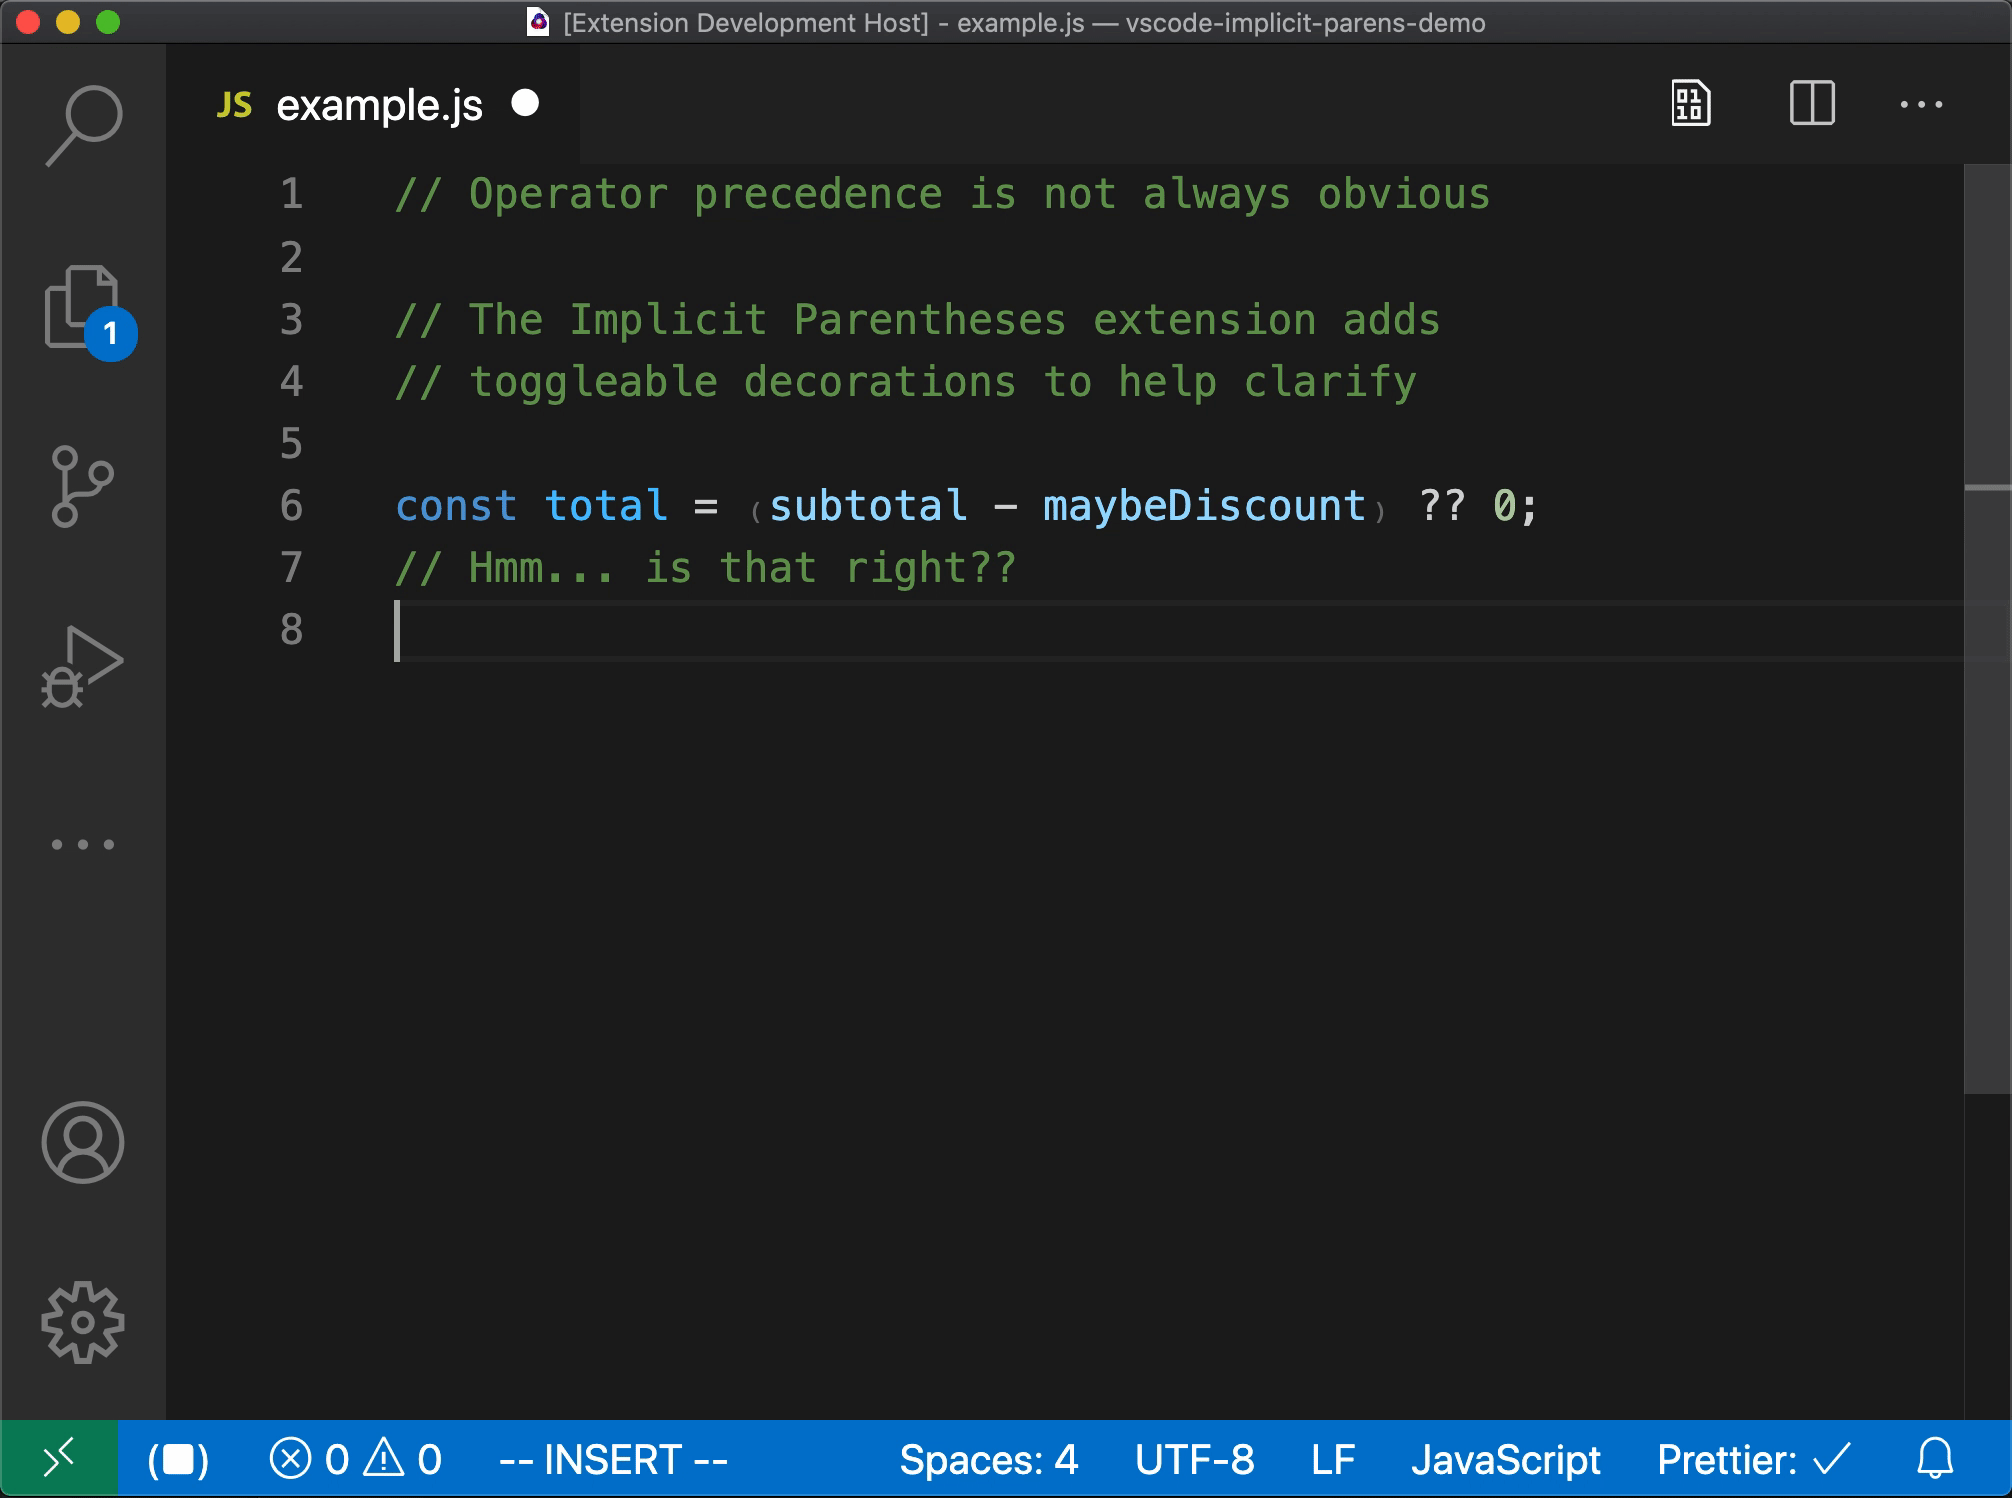 [Extension Development Host] - example.js — vscode-implicit-parens-demo
JS example.js
1 // Operator precedence is not always obvious
2
3 // The Implicit Parentheses extension adds
4 // toggleable decorations to help clarify
5
6 const total = (subtotal - maybeDiscount) ?? 0;
7 // Hmm... is that right??
8
1
0 0 -- INSERT -- Spaces: 4 UTF-8 LF JavaScript Prettier: ✓